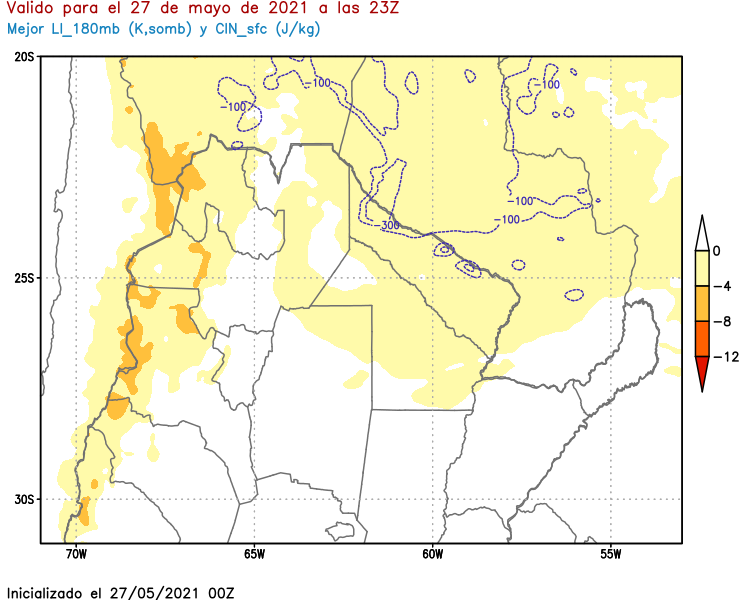 Valido para el 27 de mayo de 2021 a las 23Z
Mejor LI_180mb (K,somb) y CIN_sfc (J/kg)
20S
25S
30S
70W 65W 60W 55W
-100
-100
-100
-100
-100
-300
0
-4
-8
-12
Inicializado el 27/05/2021 00Z